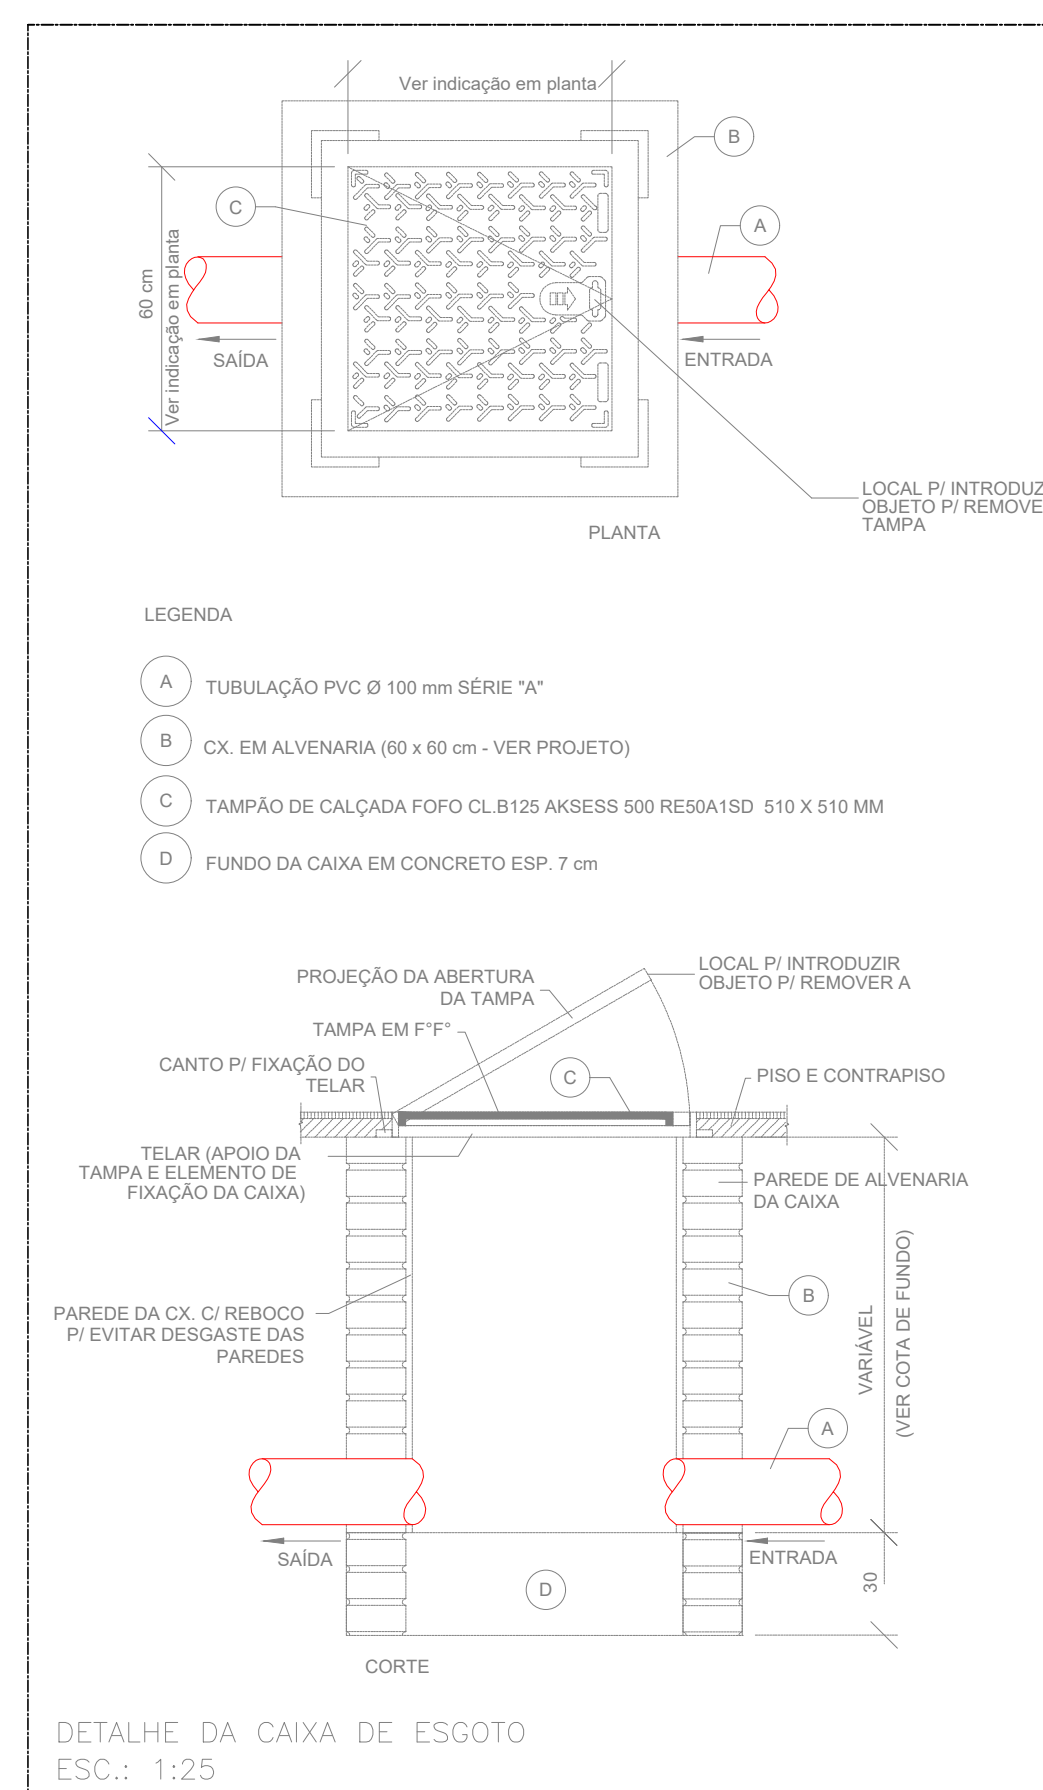 Ver indicação em planta
B
C
A
60 cm
Ver indicação em planta
SAÍDA
ENTRADA
LOCAL P/ INTRODUZ
OBJETO P/ REMOVE
TAMPA
PLANTA
LEGENDA
A TUBULAÇÃO PVC Ø 100 mm SÉRIE "A"
B CX. EM ALVENARIA (60 x 60 cm - VER PROJETO)
C TAMPÃO DE CALÇADA FOFO CL.B125 AKSESS 500 RE50A1SD 510 X 510 MM
D FUNDO DA CAIXA EM CONCRETO ESP. 7 cm
PROJEÇÃO DA ABERTURA
DA TAMPA
LOCAL P/ INTRODUZIR
OBJETO P/ REMOVER A
TAMPA EM F°F°
CANTO P/ FIXAÇÃO DO
TELAR
C
PISO E CONTRAPISO
TELAR (APOIO DA
TAMPA E ELEMENTO DE
FIXAÇÃO DA CAIXA)
PAREDE DE ALVENARIA
DA CAIXA
B
PAREDE DA CX. C/ REBOCO
P/ EVITAR DESGASTE DAS
PAREDES
VARIÁVEL
(VER COTA DE FUNDO)
A
SAÍDA
ENTRADA
D
30
CORTE
DETALHE DA CAIXA DE ESGOTO
ESC.: 1:25